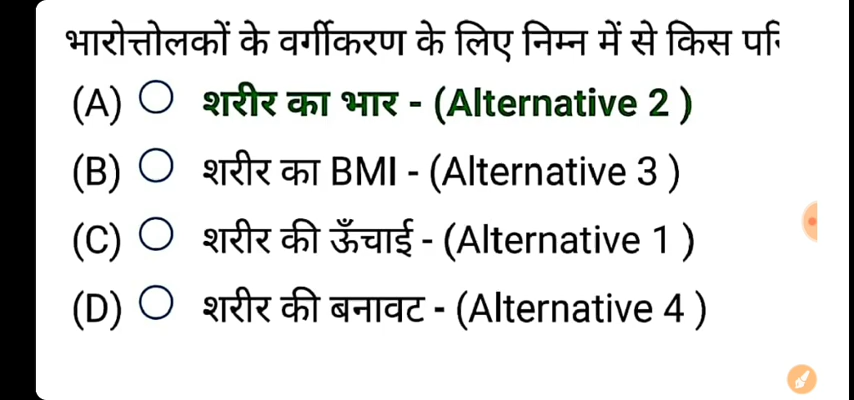 भारोत्तोलकों के वर्गीकरण के लिए निम्न में से किस
(A) शरीर का भार - (Alternative 2 )
(B) शरीर का BMI - (Alternative 3 )
(C) शरीर की ऊँचाई - (Alternative 1 )
(D) शरीर की बनावट - (Alternative 4 )